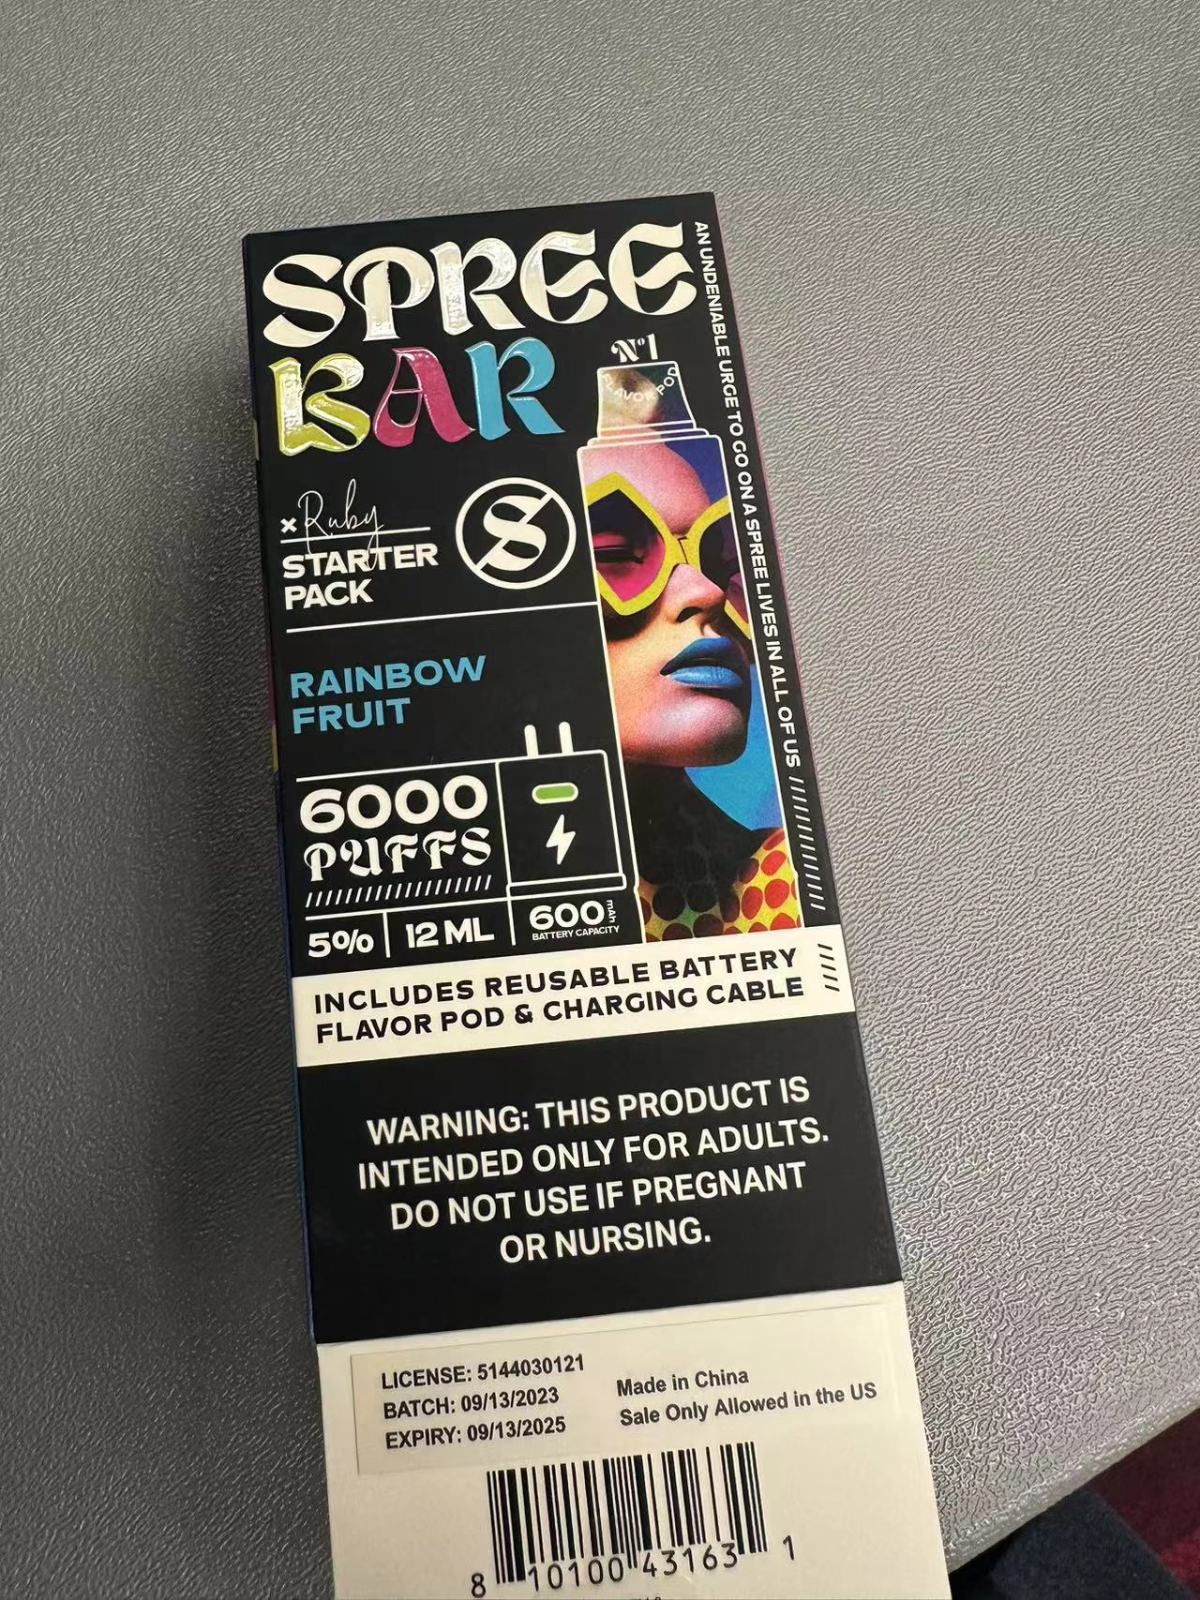 SPREE
BAR
N°1
FLAVOR POD
AN UNDENIABLE URGE TO GO ON A SPREE LIVES IN ALL OF US
× Ruby
STARTER
PACK
S
RAINBOW
FRUIT
6000
PUFFS
5%
12 ML
600 mAh
BATTERY CAPACITY
INCLUDES REUSABLE BATTERY
FLAVOR POD & CHARGING CABLE
WARNING: THIS PRODUCT IS
INTENDED ONLY FOR ADULTS.
DO NOT USE IF PREGNANT
OR NURSING.
LICENSE: 5144030121
BATCH: 09/13/2023
EXPIRY: 09/13/2025
Made in China
Sale Only Allowed in the US
8 10100 43163 1